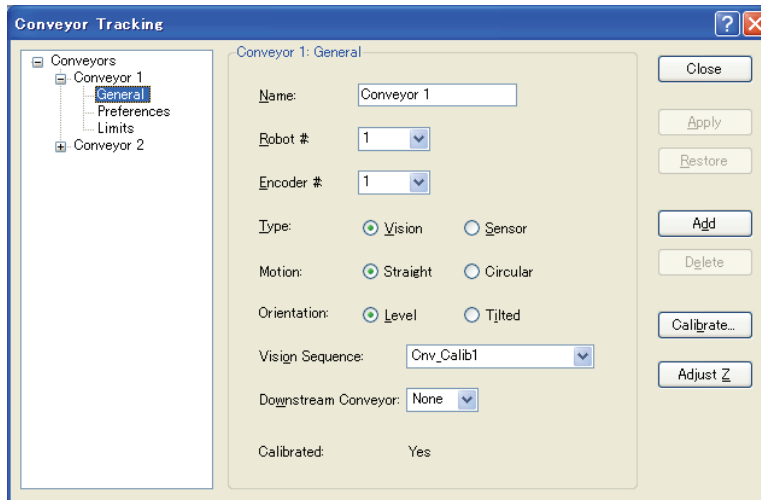 Conveyor Tracking
Conveyors
Conveyor 1
General
Preferences
Limits
Conveyor 2
Conveyor 1: General
Name: Conveyor 1
Robot # 1
Encoder # 1
Type: Vision Sensor
Motion: Straight Circular
Orientation: Level Tilted
Vision Sequence: Cnv_Calib1
Downstream Conveyor: None
Calibrated: Yes
Close
Apply
Restore
Add
Delete
Calibrate...
Adjust Z